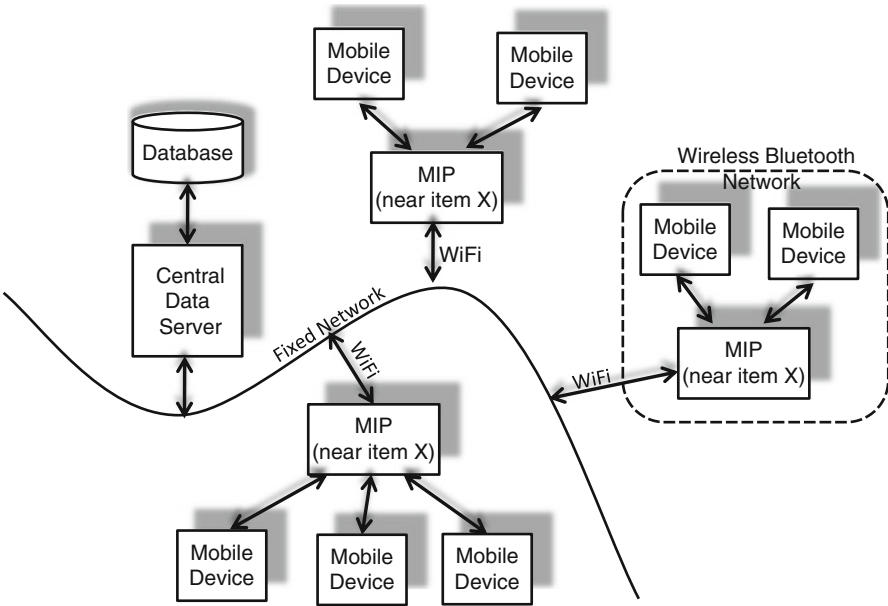 Mobile
Device
Mobile
Device
Database
MIP
(near item X)
Wireless Bluetooth
Network
Mobile
Device
Mobile
Device
WiFi
Central
Data
Server
Fixed Network
WiFi
MIP
(near item X)
WiFi
MIP
(near item X)
Mobile
Device
Mobile
Device
Mobile
Device